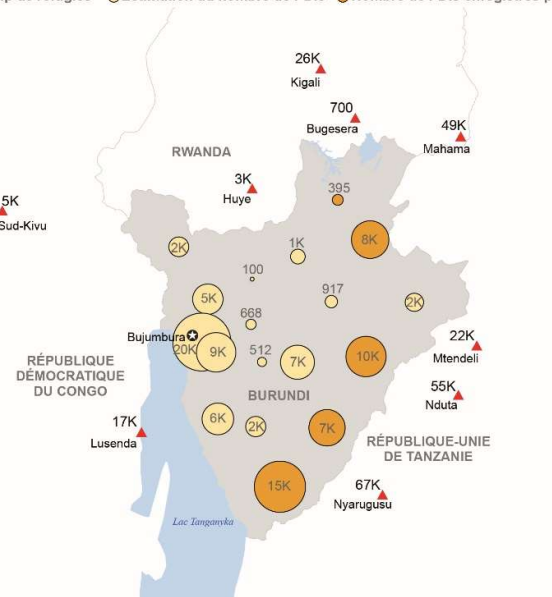 26K
Kigali
700
Bugesera
49K
Mahama
RWANDA
3K
Huye
395
5K
Sud-Kivu
8K
2K
1K
100
5K
917
2K
668
Bujumbura
20K
9K
512
7K
10K
22K
Mtendeli
RÉPUBLIQUE
DÉMOCRATIQUE
DU CONGO
55K
Nduta
BURUNDI
17K
Lusenda
6K
2K
7K
RÉPUBLIQUE-UNIE
DE TANZANIE
15K
67K
Nyarugusu
Lac Tanganyka